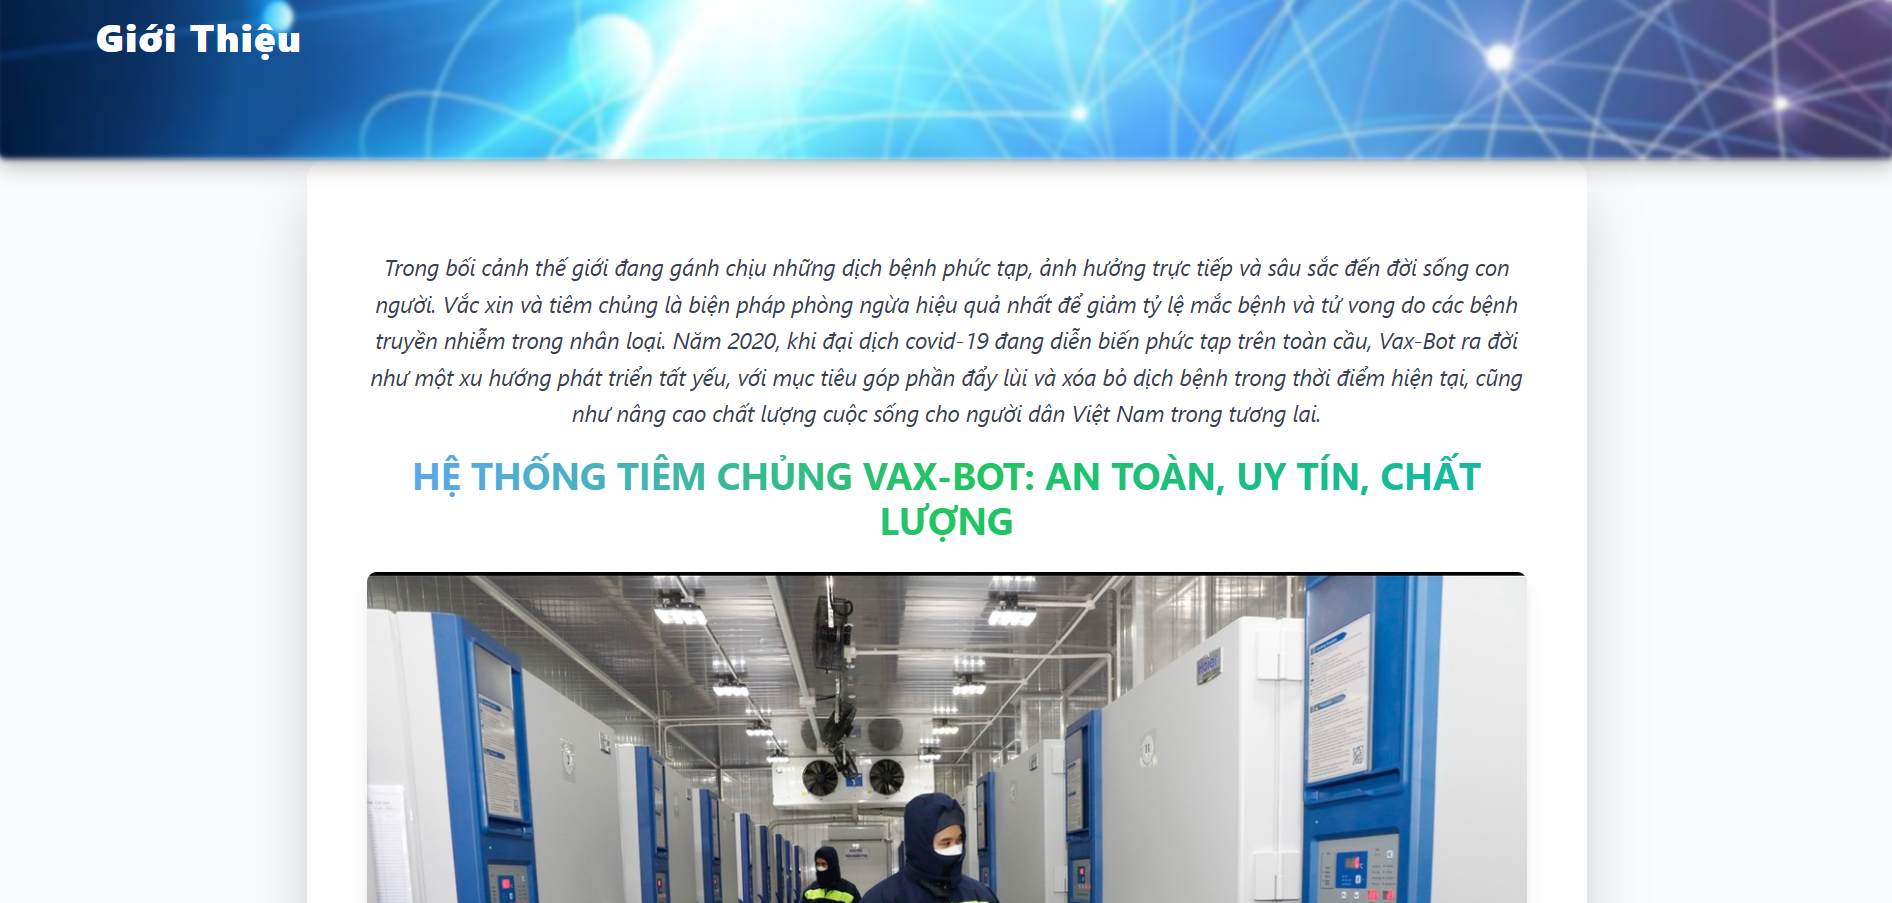 Giới Thiệu
Trong bối cảnh thế giới đang gánh chịu những dịch bệnh phức tạp, ảnh hưởng trực tiếp và sâu sắc đến đời sống con
người. Vắc xin và tiêm chủng là biện pháp phòng ngừa hiệu quả nhất để giảm tỷ lệ mắc bệnh và tử vong do các bệnh
truyền nhiễm trong nhân loại. Năm 2020, khi đại dịch covid-19 đang diễn biến phức tạp trên toàn cầu, Vax-Bot ra đời
như một xu hướng phát triển tất yếu, với mục tiêu góp phần đẩy lùi và xóa bỏ dịch bệnh trong thời điểm hiện tại, cũng
như nâng cao chất lượng cuộc sống cho người dân Việt Nam trong tương lai.
HỆ THỐNG TIÊM CHỦNG VAX-BOT: AN TOÀN, UY TÍN, CHẤT
LƯỢNG
Haier
11